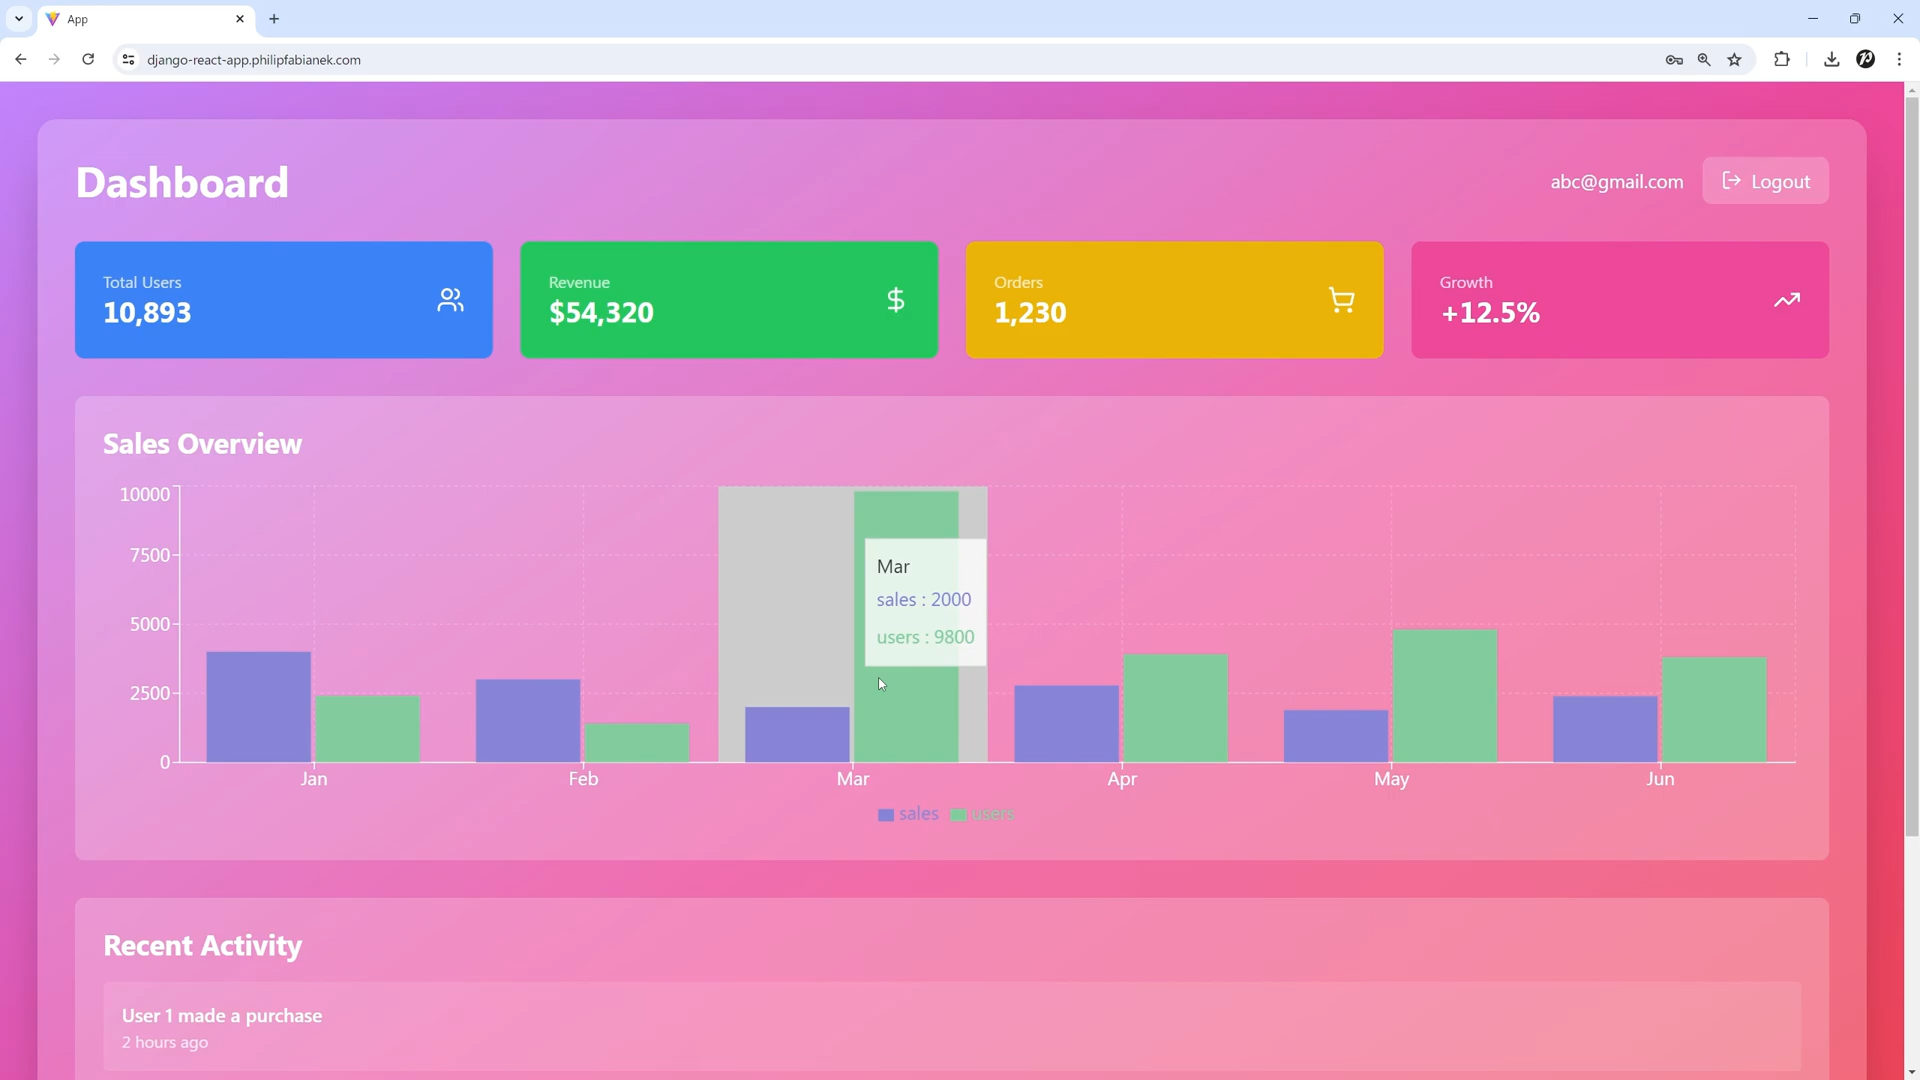 App
django-react-app.philipfabianek.com
Dashboard
abc@gmail.com
Logout
Total Users
10,893
Revenue
$54,320
Orders
1,230
Growth
+12.5%
Sales Overview
10000
7500
5000
2500
0
Mar
sales : 2000
users : 9800
Jan
Feb
Mar
Apr
May
Jun
sales
users
Recent Activity
User 1 made a purchase
2 hours ago